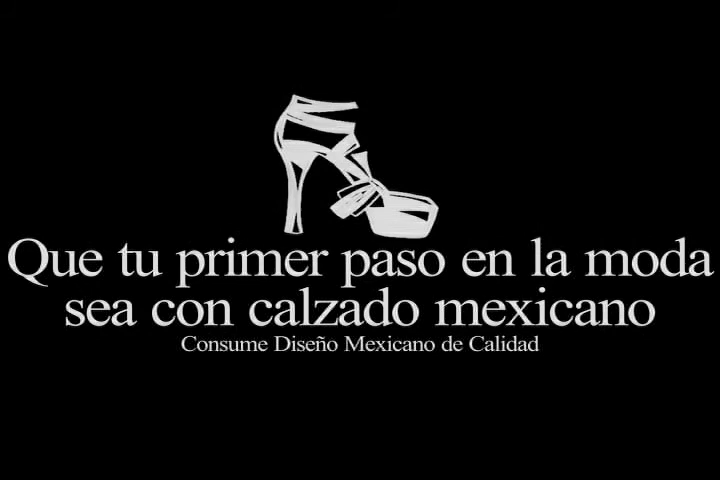 Que tu primer paso en la moda
sea con calzado mexicano
Consume Diseño Mexicano de Calidad